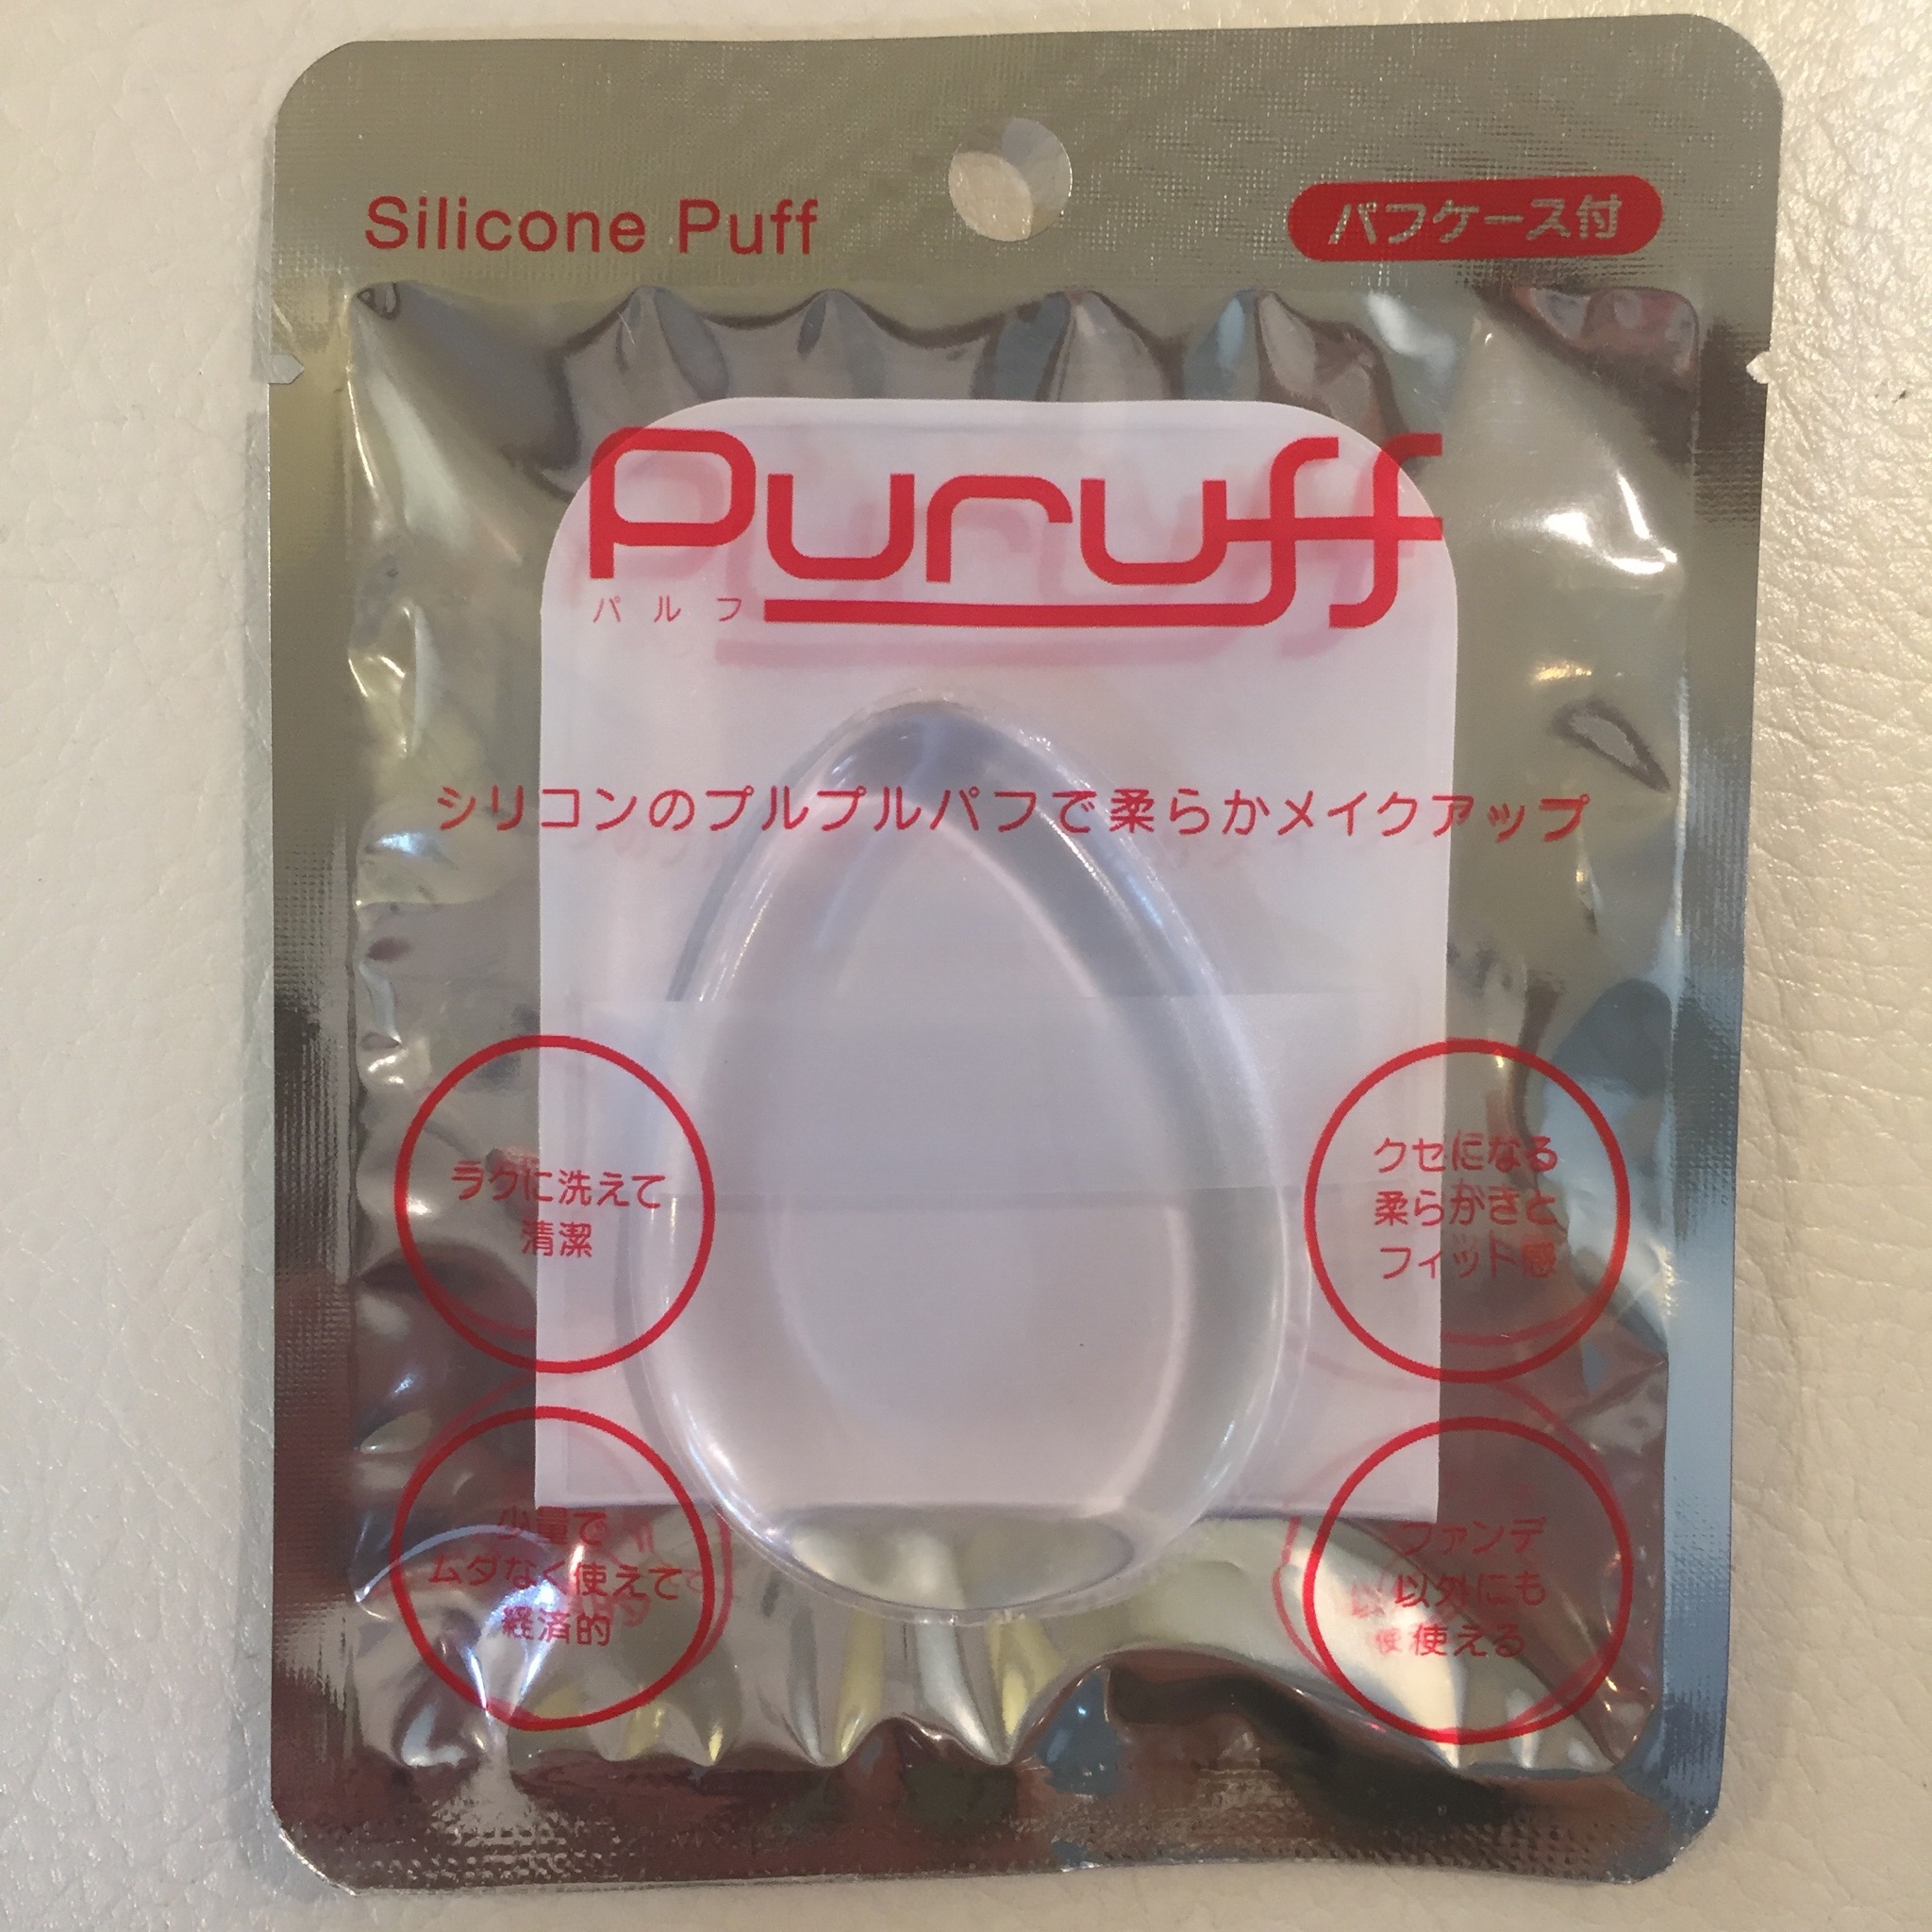 Silicone Puff
パフケース付
Puruff
パルフ
シリコンのプルプルパフで柔らかメイクアップ
ラクに洗えて
清潔
クセになる
柔らかさと
フィット感
少量で
ムダなく使えて
経済的
ファンデ
以外にも
使える